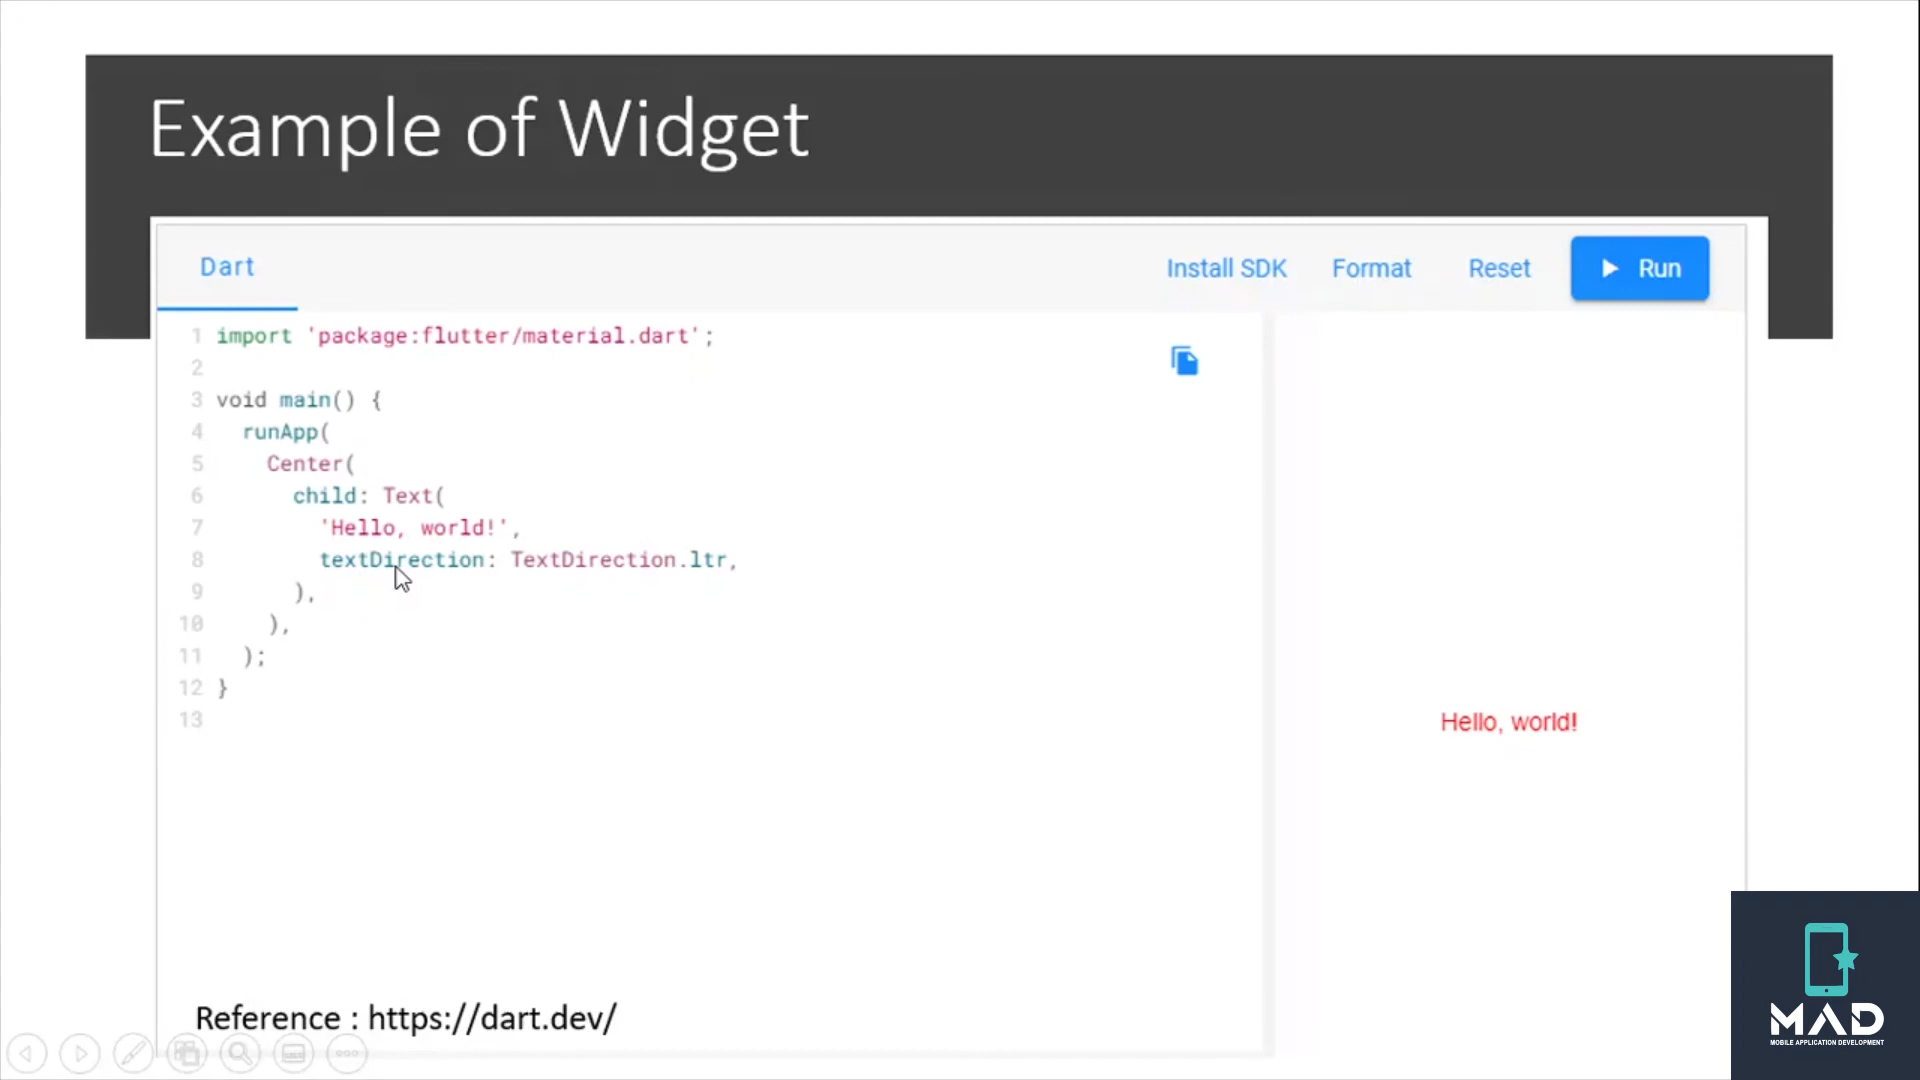 Example of Widget
Dart
Install SDK Format Reset Run
1 import 'package:flutter/material.dart';
2
3 void main() {
4 runApp(
5 Center(
6 child: Text(
7 'Hello, world!',
8 textDirection: TextDirection.ltr,
9 ),
10 ),
11 );
12 }
13
Hello, world!
Reference : https://dart.dev/
MAD
MOBILE APPLICATION DEVELOPMENT